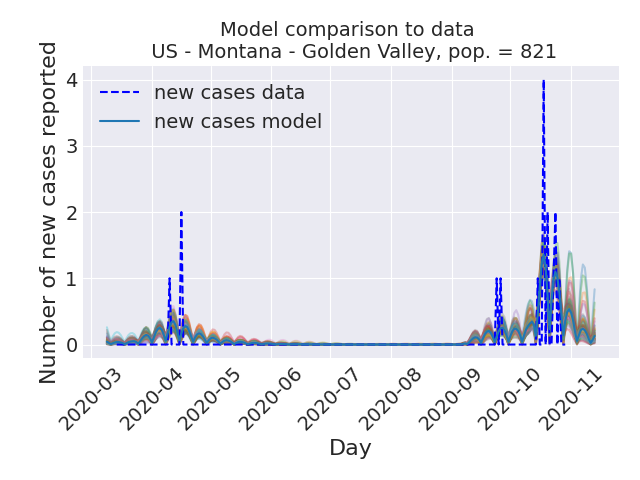 Model comparison to data
US - Montana - Golden Valley, pop. = 821
Number of new cases reported
4
3
2
1
0
new cases data
new cases model
2020-03
2020-04
2020-05
2020-06
2020-07
2020-08
2020-09
2020-10
2020-11
Day